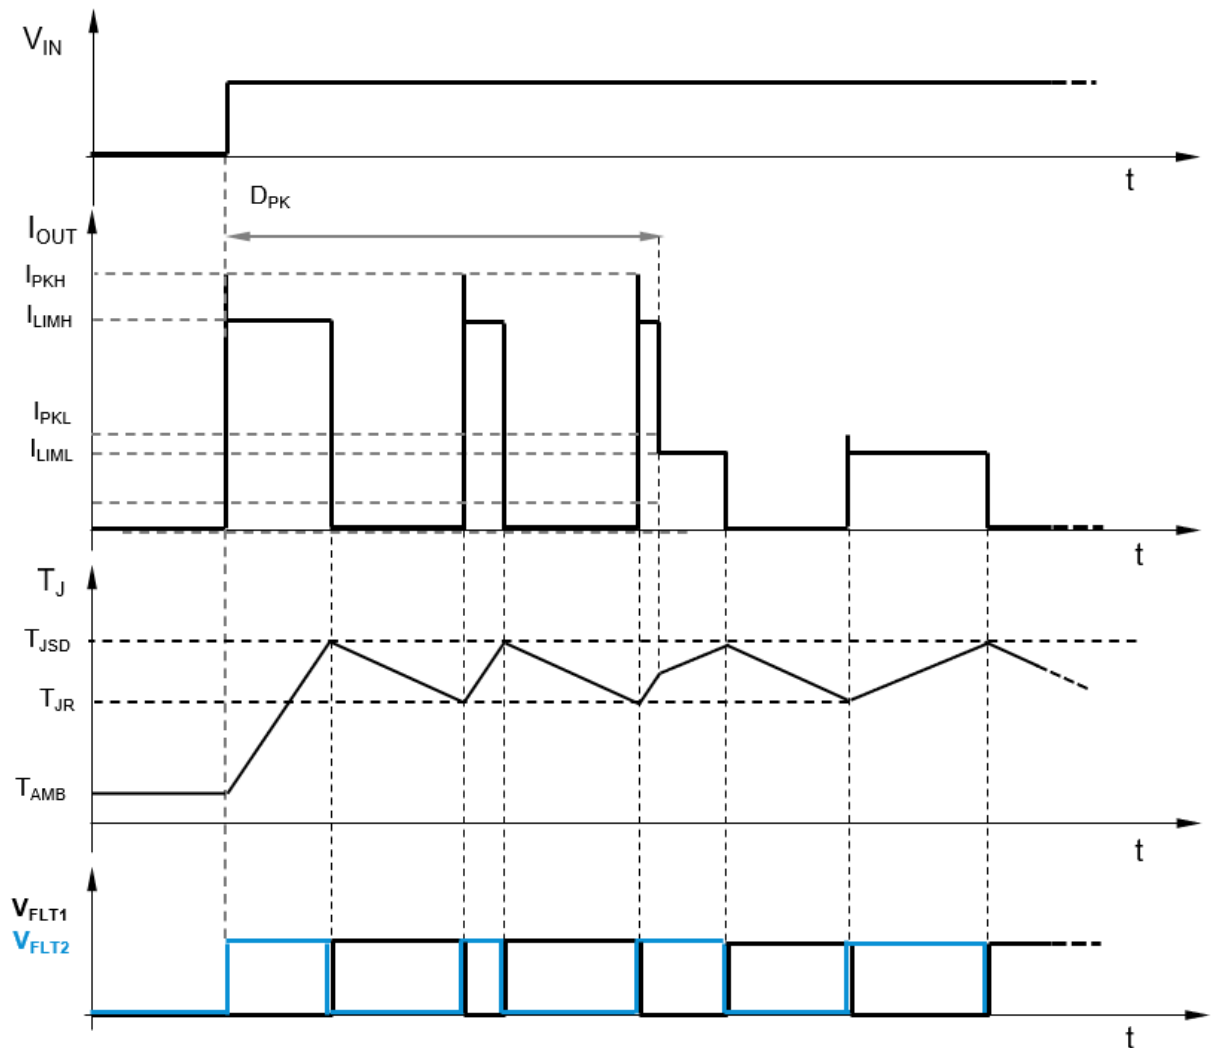 VIN
t
DPK
IOUT
IPKH
ILIMH
IPKL
ILIML
t
TJ
TJSD
TJR
TAMB
t
VFLT1
VFLT2
t